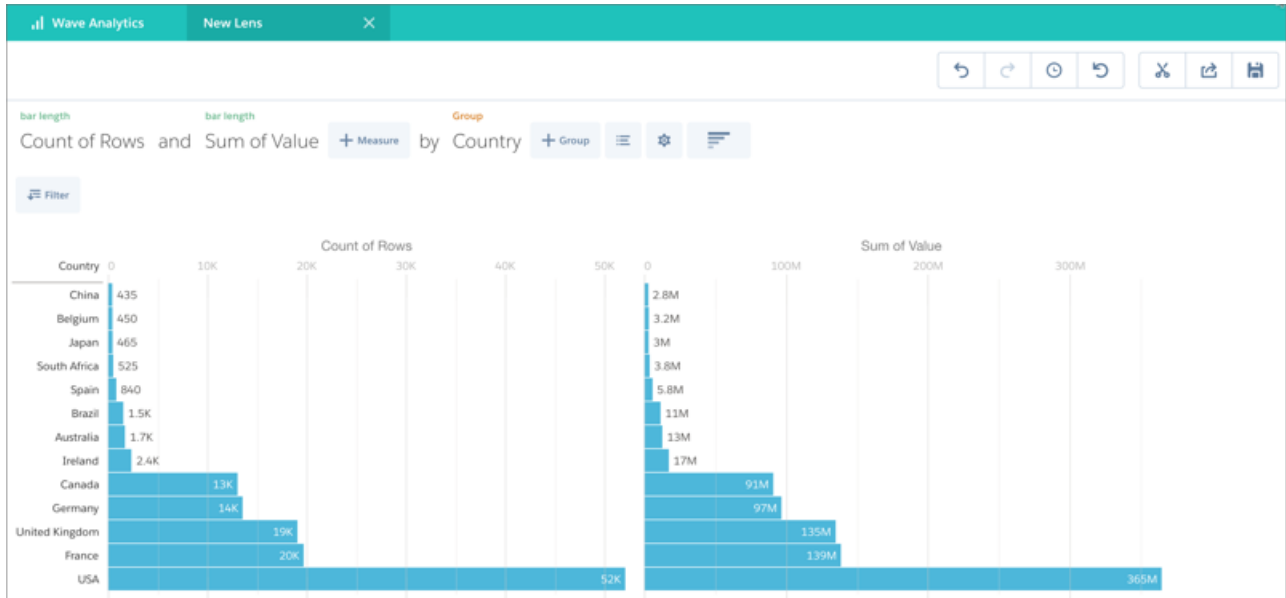 Wave Analytics New Lens
bar length bar length Group
Count of Rows and Sum of Value + Measure by Country + Group
Filter
Count of Rows Sum of Value
Country 0 10K 20K 30K 40K 50K 0 100M 200M 300M
China 435 2.8M
Belgium 450 3.2M
Japan 465 3M
South Africa 525 3.8M
Spain 840 5.8M
Brazil 1.5K 11M
Australia 1.7K 13M
Ireland 2.4K 17M
Canada 13K 91M
Germany 14K 97M
United Kingdom 19K 135M
France 20K 139M
USA 52K 365M